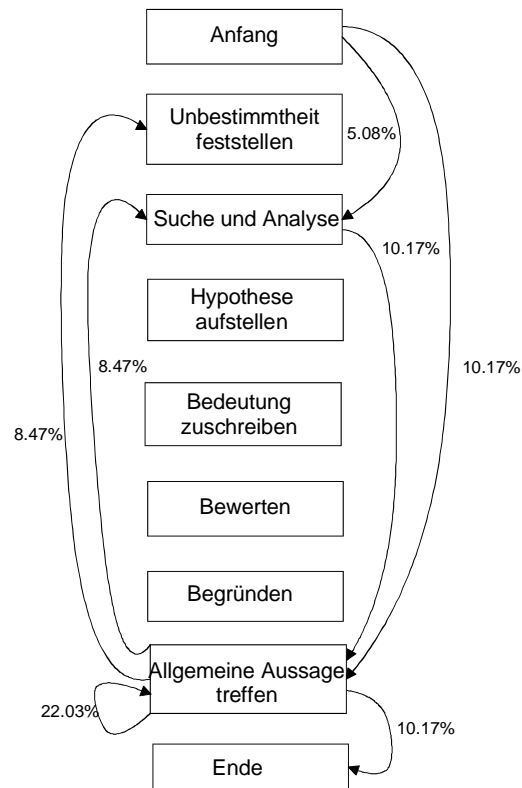 Anfang
Unbestimmtheit
feststellen
5.08%
Suche und Analyse
10.17%
Hypothese
aufstellen
8.47%
10.17%
Bedeutung
zuschreiben
8.47%
Bewerten
Begründen
Allgemeine Aussage
treffen
22.03%
10.17%
Ende